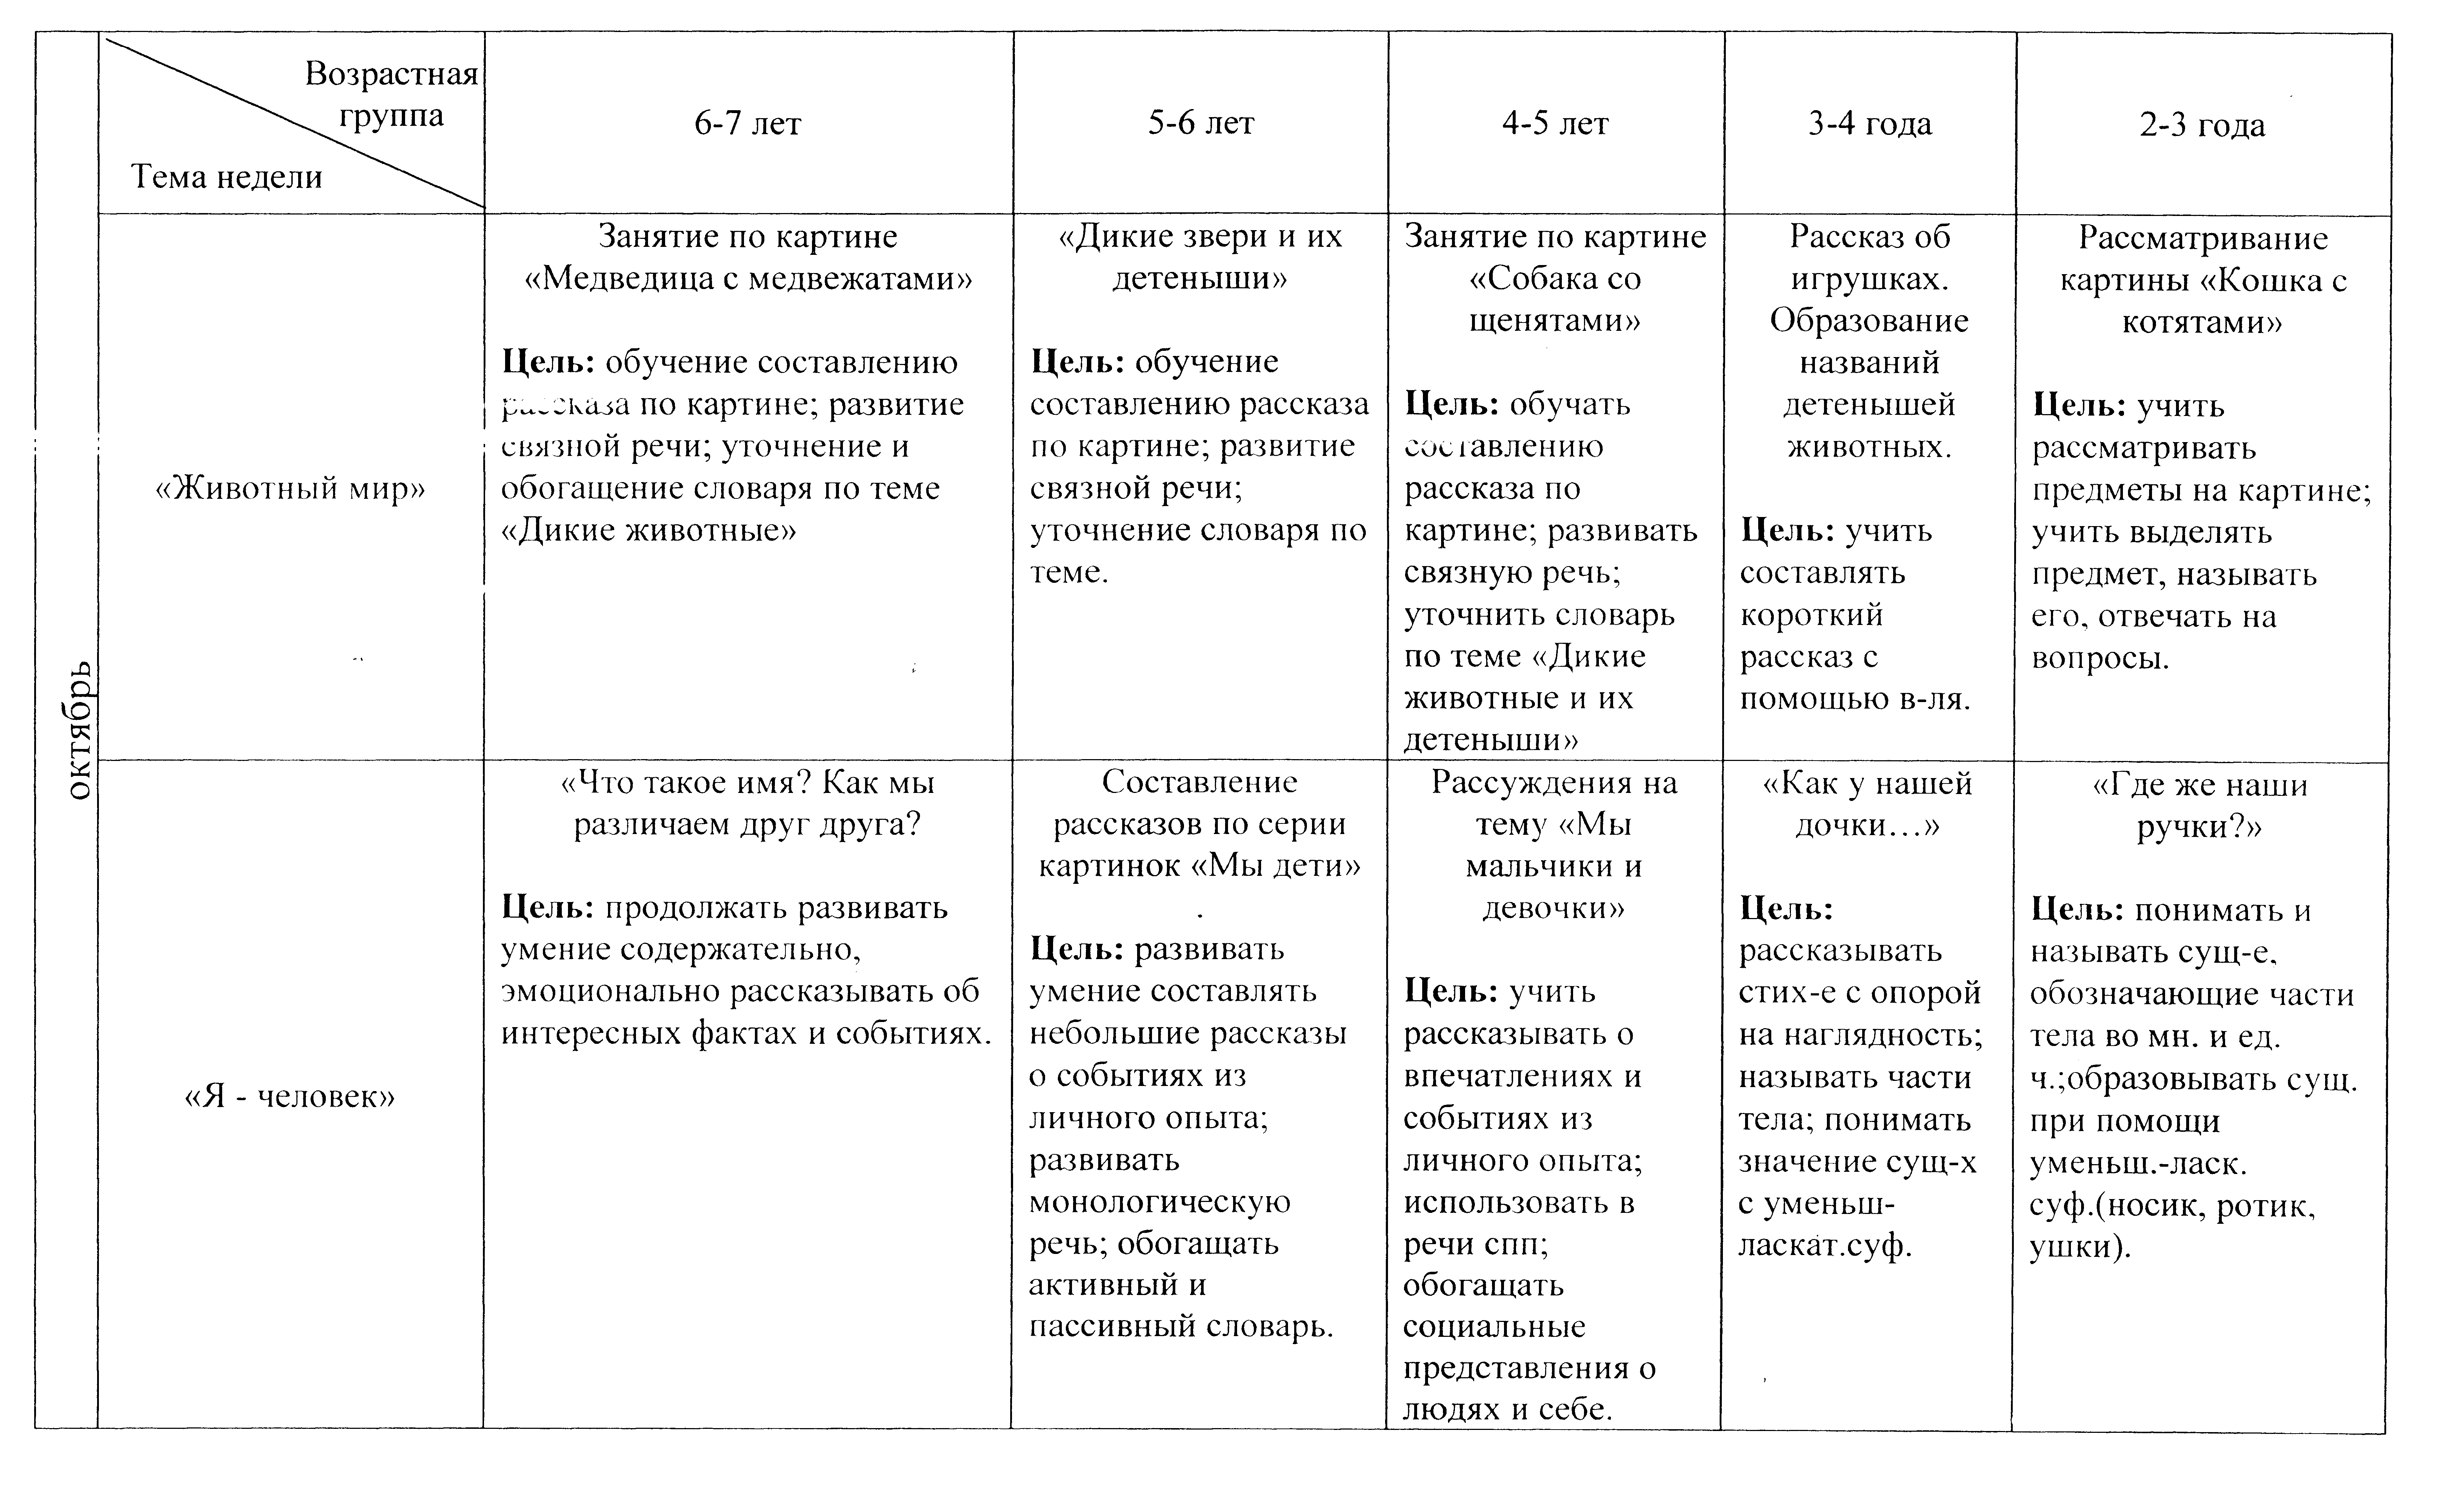 октябрь
Возрастная
группа
Тема недели
6-7 лет
5-6 лет
4-5 лет
3-4 года
2-3 года
«Животный мир»
Занятие по картине
«Медведица с медвежатами»
Цель: обучение составлению
рассказа по картине; развитие
связной речи; уточнение и
обогащение словаря по теме
«Дикие животные»
«Дикие звери и их
детеныши»
Цель: обучение
составлению рассказа
по картине; развитие
связной речи;
уточнение словаря по
теме.
Занятие по картине
«Собака со
щенятами»
Цель: обучать
составлению
рассказа по
картине; развивать
связную речь;
уточнить словарь
по теме «Дикие
животные и их
детеныши»
Рассказ об
игрушках.
Образование
названий
детенышей
животных.
Цель: учить
составлять
короткий
рассказ с
помощью в-ля.
Рассматривание
картины «Кошка с
котятами»
Цель: учить
рассматривать
предметы на картине;
учить выделять
предмет, называть
его, отвечать на
вопросы.
«Я - человек»
«Что такое имя? Как мы
различаем друг друга?
Цель: продолжать развивать
умение содержательно,
эмоционально рассказывать об
интересных фактах и событиях.
Составление
рассказов по серии
картинок «Мы дети»
.
Цель: развивать
умение составлять
небольшие рассказы
о событиях из
личного опыта;
развивать
монологическую
речь; обогащать
активный и
пассивный словарь.
Рассуждения на
тему «Мы
мальчики и
девочки»
Цель: учить
рассказывать о
впечатлениях и
событиях из
личного опыта;
использовать в
речи спп;
обогащать
социальные
представления о
людях и себе.
«Как у нашей
дочки…»
Цель:
рассказывать
стих-е с опорой
на наглядность;
называть части
тела; понимать
значение сущ-х
с уменьш-
ласкат.суф.
«Где же наши
ручки?»
Цель: понимать и
называть сущ-е,
обозначающие части
тела во мн. и ед.
ч.;образовывать сущ.
при помощи
уменьш.-ласк.
суф.(носик, ротик,
ушки).